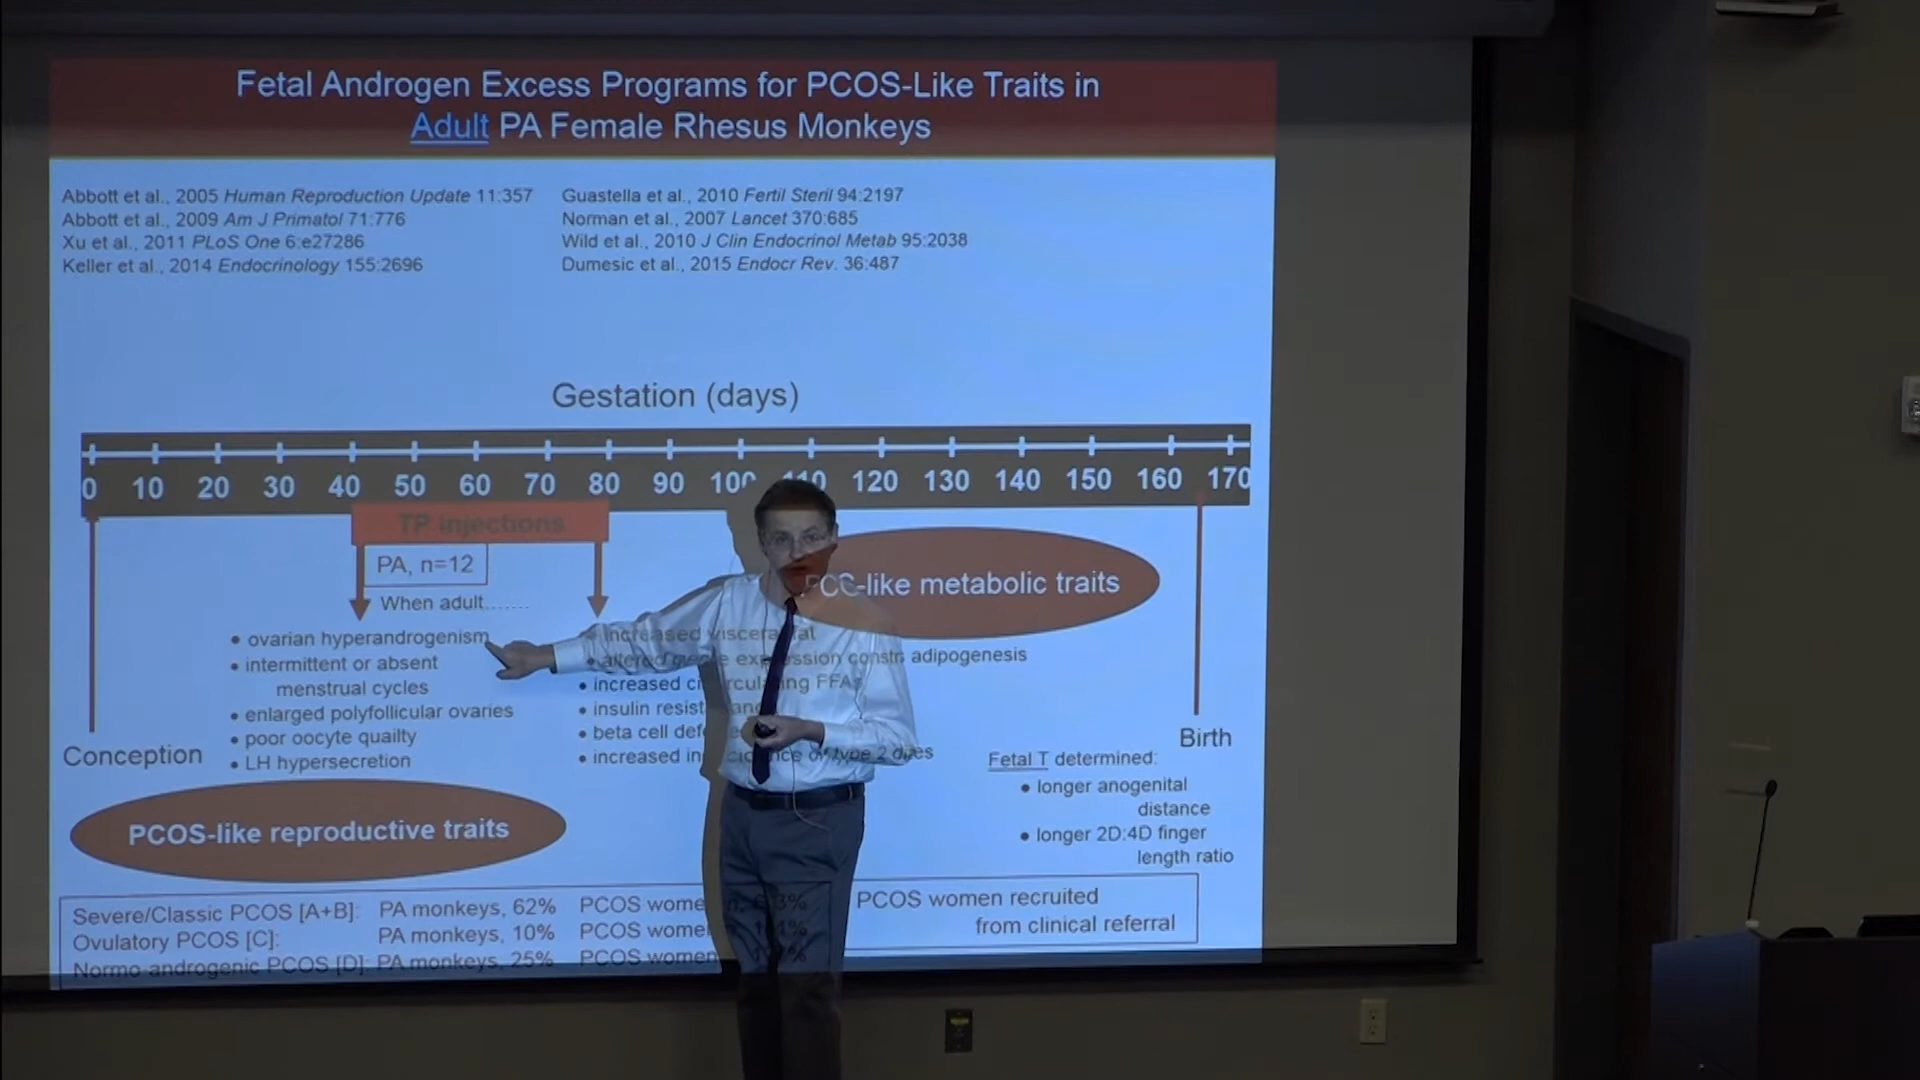 Fetal Androgen Excess Programs for PCOS-Like Traits in
Adult PA Female Rhesus Monkeys
Abbott et al., 2005 Human Reproduction Update 11:357
Abbott et al., 2009 Am J Primatol 71:776
Xu et al., 2011 PLoS One 6:e27286
Keller et al., 2014 Endocrinology 155:2696
Guastella et al., 2010 Fertil Steril 94:2197
Norman et al., 2007 Lancet 370:685
Wild et al., 2010 J Clin Endocrinol Metab 95:2038
Dumesic et al., 2015 Endocr Rev. 36:487
Gestation (days)
0 10 20 30 40 50 60 70 80 90 100 110 120 130 140 150 160 170
TP injections
PA, n=12
When adult.......
• ovarian hyperandrogenism
• intermittent or absent
menstrual cycles
• enlarged polyfollicular ovaries
• poor oocyte quailty
• LH hypersecretion
Conception
PCOS-like reproductive traits
-like metabolic traits
• increased visceral fat
• altered gene expression constr adipogenesis
• increased circulating FFAs
• insulin resistance
• beta cell
• increased incidence of type 2
Birth
Fetal T determined:
• longer anogenital
distance
• longer 2D:4D finger
length ratio
Severe/Classic PCOS [A+B]: PA monkeys, 62% PCOS women
Ovulatory PCOS [C]: PA monkeys, 10% PCOS women
Normo androgenic PCOS [D]: PA monkeys, 25% PCOS women
PCOS women recruited
from clinical referral